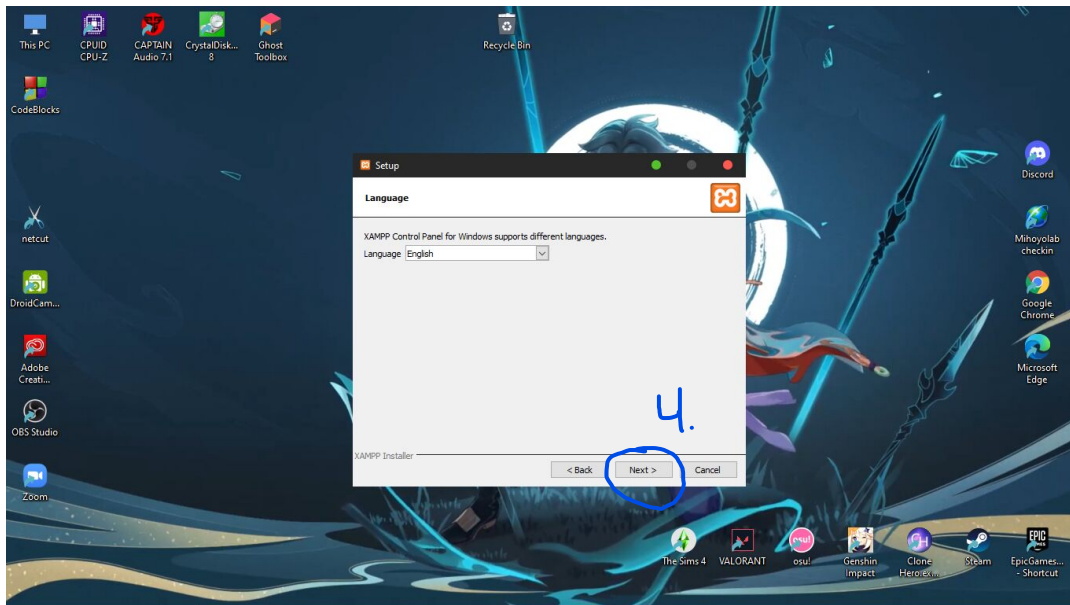 This PC
CPUID
CPU-Z
CAPTAIN
Audio 7.1
CrystalDisk...
8
Ghost
Toolbox
Recycle Bin
CodeBlocks
Setup
Discord
Language
netcut
XAMPP Control Panel for Windows supports different languages.
Language English
Mihoyolab
checkin
DroidCam...
Google
Chrome
Adobe
Creati...
Microsoft
Edge
OBS Studio
4.
XAMPP Installer
< Back Next > Cancel
Zoom
The Sims 4
VALORANT
osu!
osu!
Genshin
Impact
Clone
Hero.ex...
Steam
EPIC
EpicGames...
- Shortcut